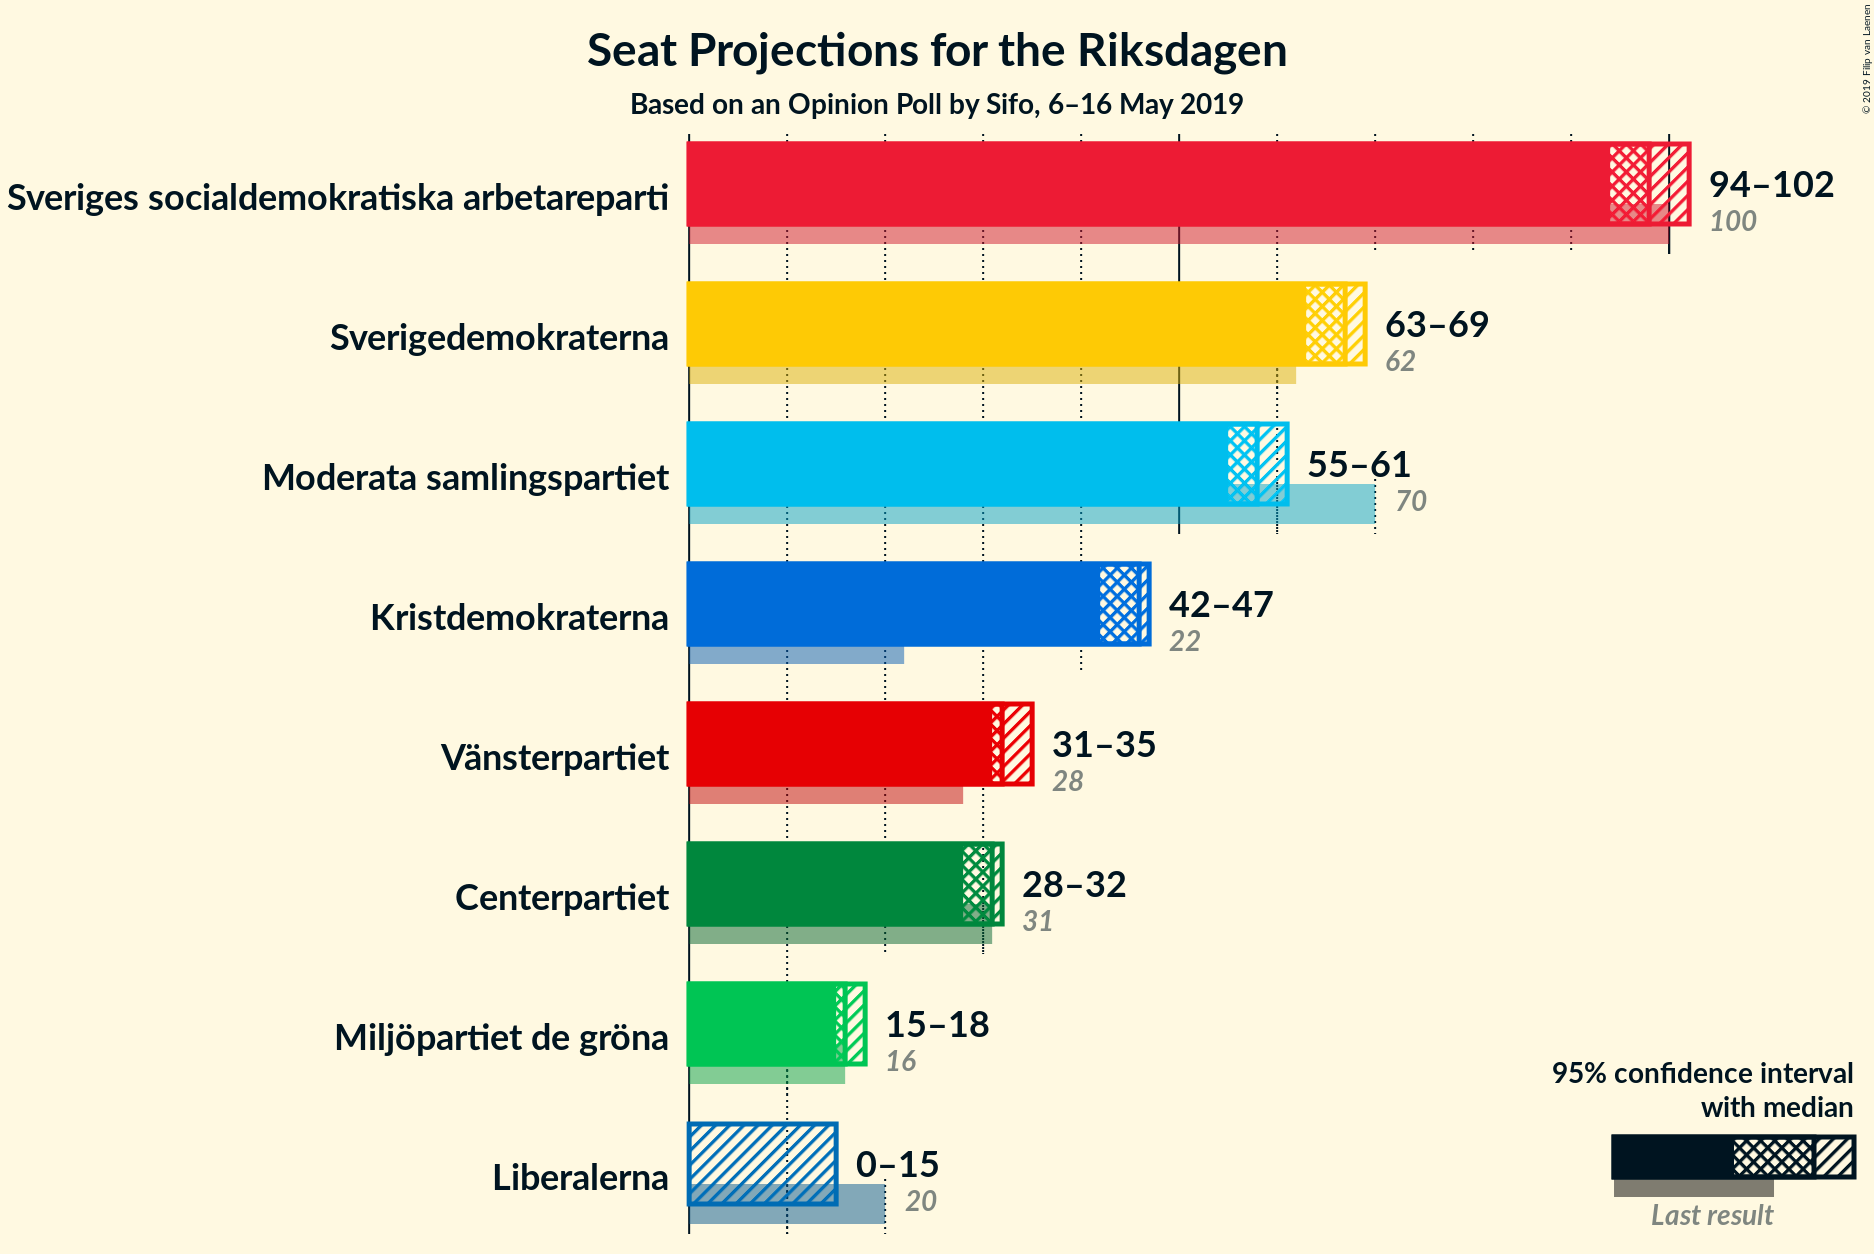 Seat Projections for the Riksdagen
Based on an Opinion Poll by Sifo, 6–16 May 2019
© 2019 Filip van Laenen
Sveriges socialdemokratiska arbetareparti
94–102
100
Sverigedemokraterna
63–69
62
Moderata samlingspartiet
55–61
70
Kristdemokraterna
42–47
22
Vänsterpartiet
31–35
28
Centerpartiet
28–32
31
Miljöpartiet de gröna
15–18
16
Liberalerna
0–15
20
95% confidence interval
with median
Last result